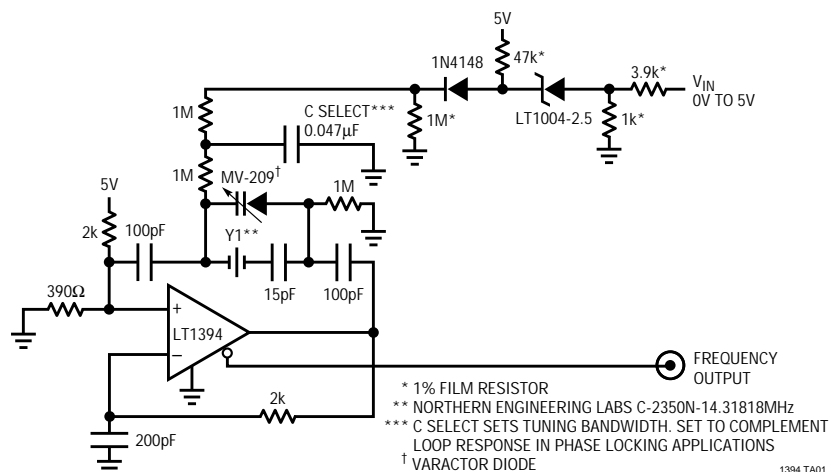 5V
1N4148
47k*
3.9k*
VIN
0V TO 5V
1M
C SELECT***
0.047µF
1M*
LT1004-2.5
1k*
1M
MV-209†
1M
5V
2k
100pF
Y1**
15pF
100pF
390Ω
+
LT1394
–
FREQUENCY
OUTPUT
2k
200pF
* 1% FILM RESISTOR
** NORTHERN ENGINEERING LABS C-2350N-14.31818MHz
*** C SELECT SETS TUNING BANDWIDTH. SET TO COMPLEMENT
LOOP RESPONSE IN PHASE LOCKING APPLICATIONS
† VARACTOR DIODE
1394 TA01